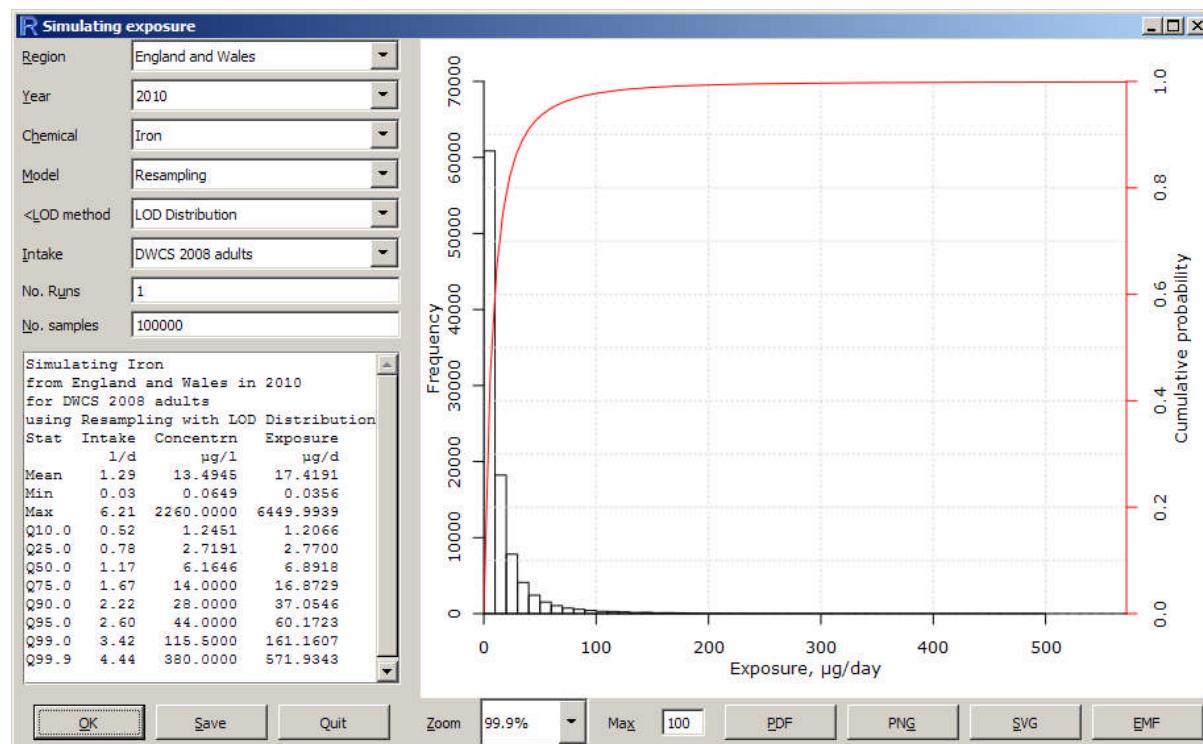 Simulating exposure
Region England and Wales
Year 2010
Chemical Iron
Model Resampling
<LOD method LOD Distribution
Intake DWCS 2008 adults
No. Runs 1
No. samples 100000
Simulating Iron
from England and Wales in 2010
for DWCS 2008 adults
using Resampling with LOD Distribution
Stat Intake Concentrn Exposure
l/d µg/l µg/d
Mean 1.29 13.4945 17.4191
Min 0.03 0.0649 0.0356
Max 6.21 2260.0000 6449.9939
Q10.0 0.52 1.2451 1.2066
Q25.0 0.78 2.7191 2.7700
Q50.0 1.17 6.1646 6.8918
Q75.0 1.67 14.0000 16.8729
Q90.0 2.22 28.0000 37.0546
Q95.0 2.60 44.0000 60.1723
Q99.0 3.42 115.5000 161.1607
Q99.9 4.44 380.0000 571.9343
OK Save Quit
Frequency
70000
60000
50000
40000
30000
20000
10000
0
0 100 200 300 400 500
Exposure, µg/day
1.0
0.8
0.6
0.4
0.2
0.0
Cumulative probability
Zoom 99.9% Max 100 PDF PNG SVG EMF